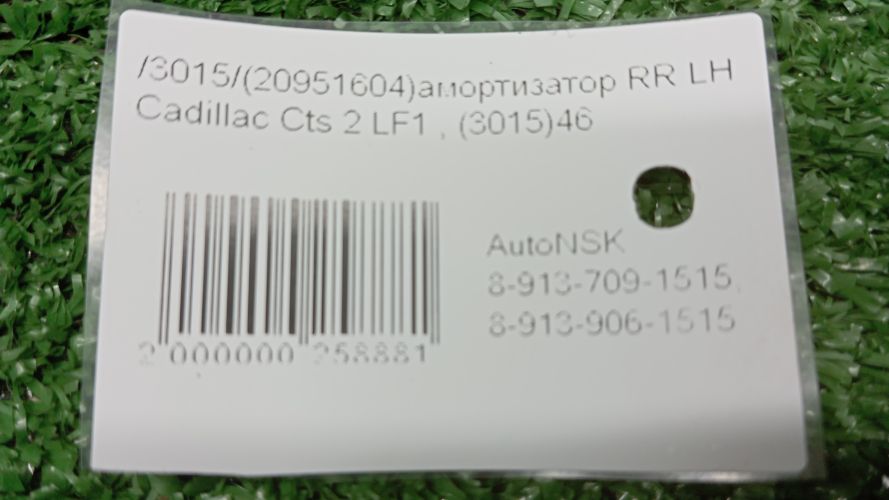 /3015/(20951604)амортизатор RR LH
Cadillac Cts 2 LF1 , (3015)46
AutoNSK
8-913-709-1515,
8-913-906-1515
2 000000 258881